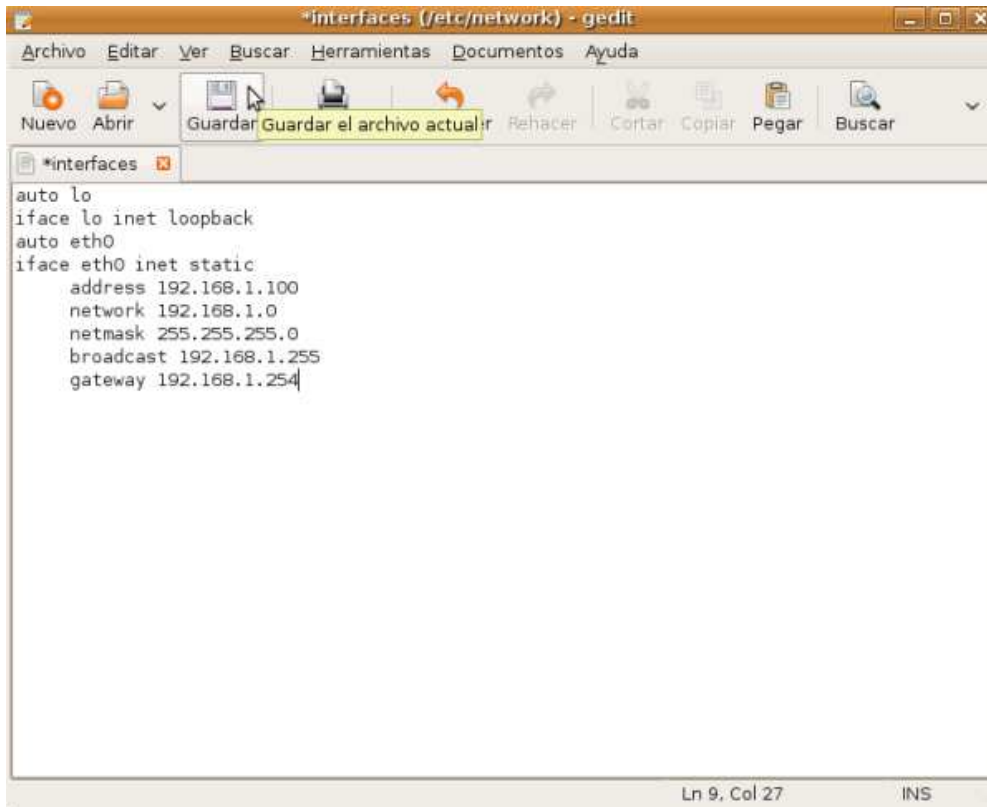 *interfaces (/etc/network) - gedit
Archivo Editar Ver Buscar Herramientas Documentos Ayuda
Nuevo Abrir Guardar Guardar el archivo actual Rehacer Cortar Copiar Pegar Buscar
*interfaces
auto lo
iface lo inet loopback
auto eth0
iface eth0 inet static
address 192.168.1.100
network 192.168.1.0
netmask 255.255.255.0
broadcast 192.168.1.255
gateway 192.168.1.254
Ln 9, Col 27 INS